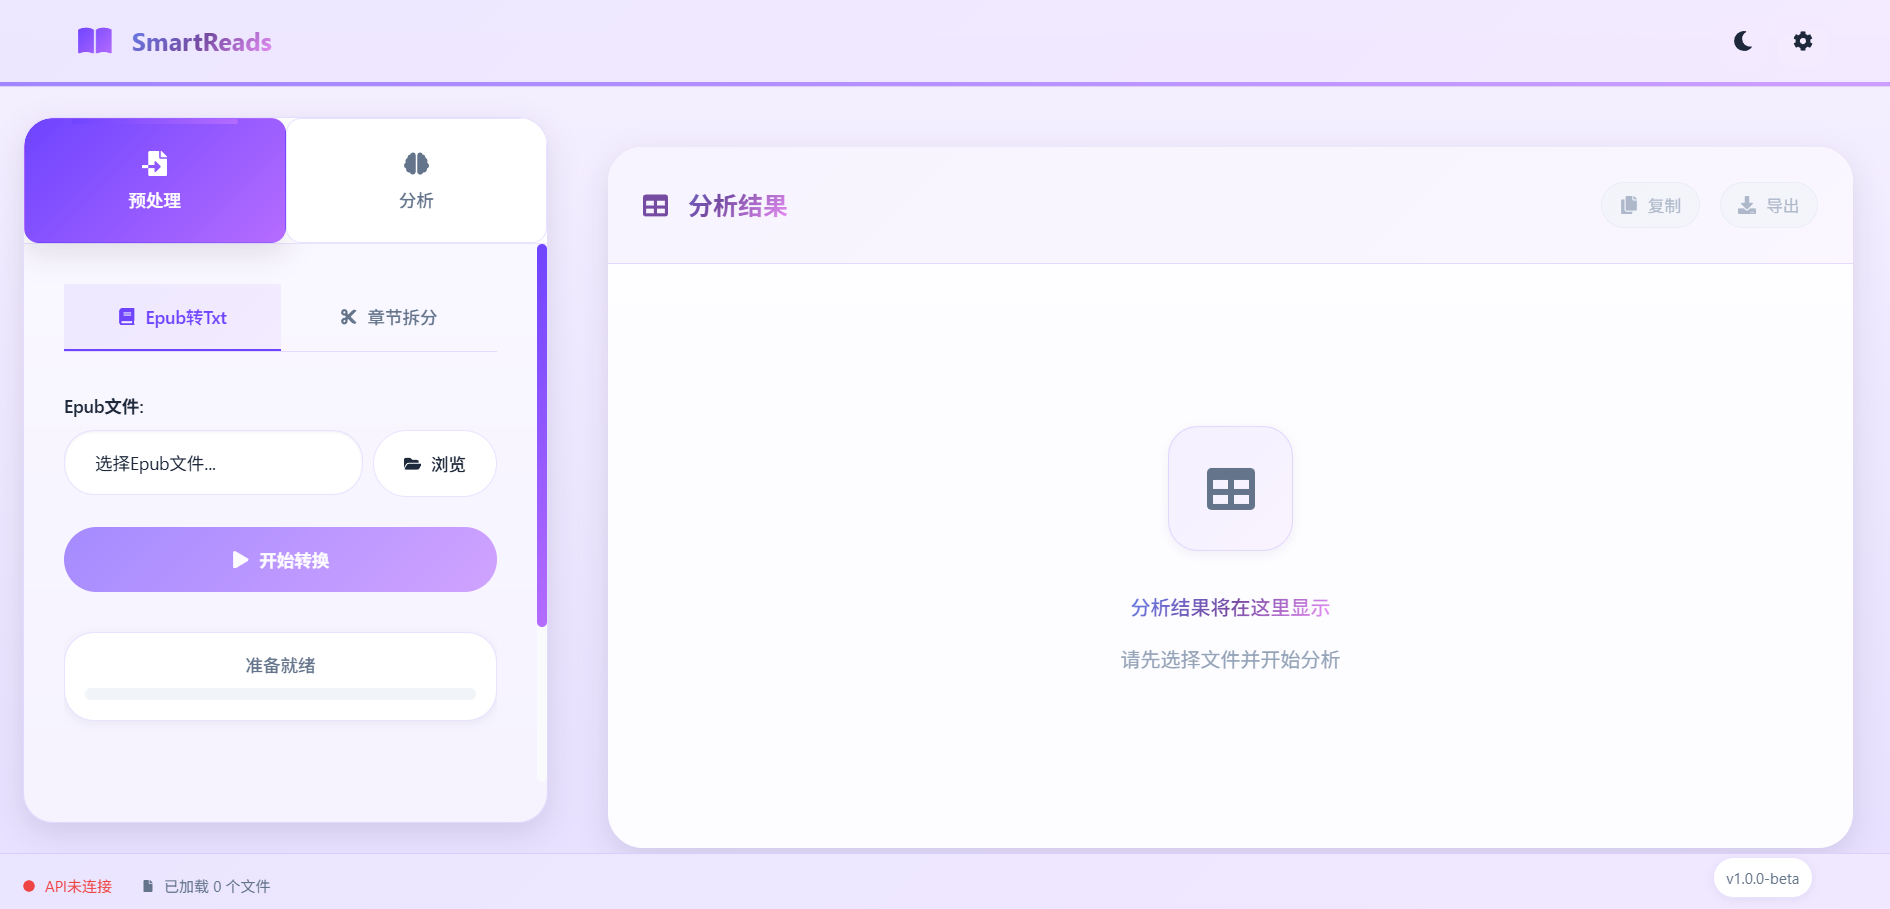 SmartReads
预处理
分析
Epub转Txt
章节拆分
Epub文件:
选择Epub文件...
浏览
开始转换
准备就绪
分析结果
复制
导出
分析结果将在这里显示
请先选择文件并开始分析
API未连接
已加载 0 个文件
v1.0.0-beta